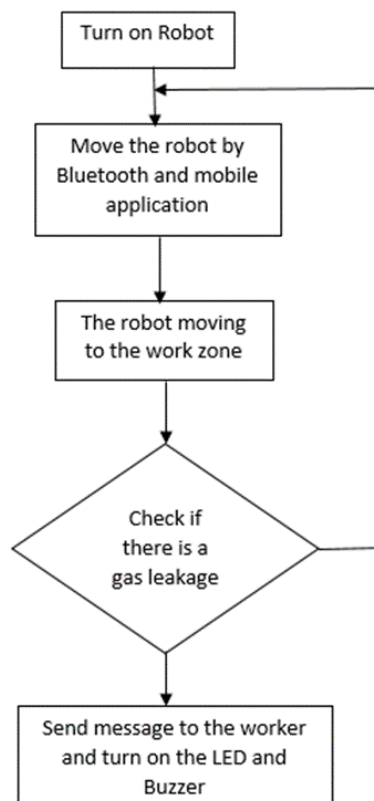 Turn on Robot
Move the robot by
Bluetooth and mobile
application
The robot moving
to the work zone
Check if
there is a
gas leakage
Send message to the worker
and turn on the LED and
Buzzer